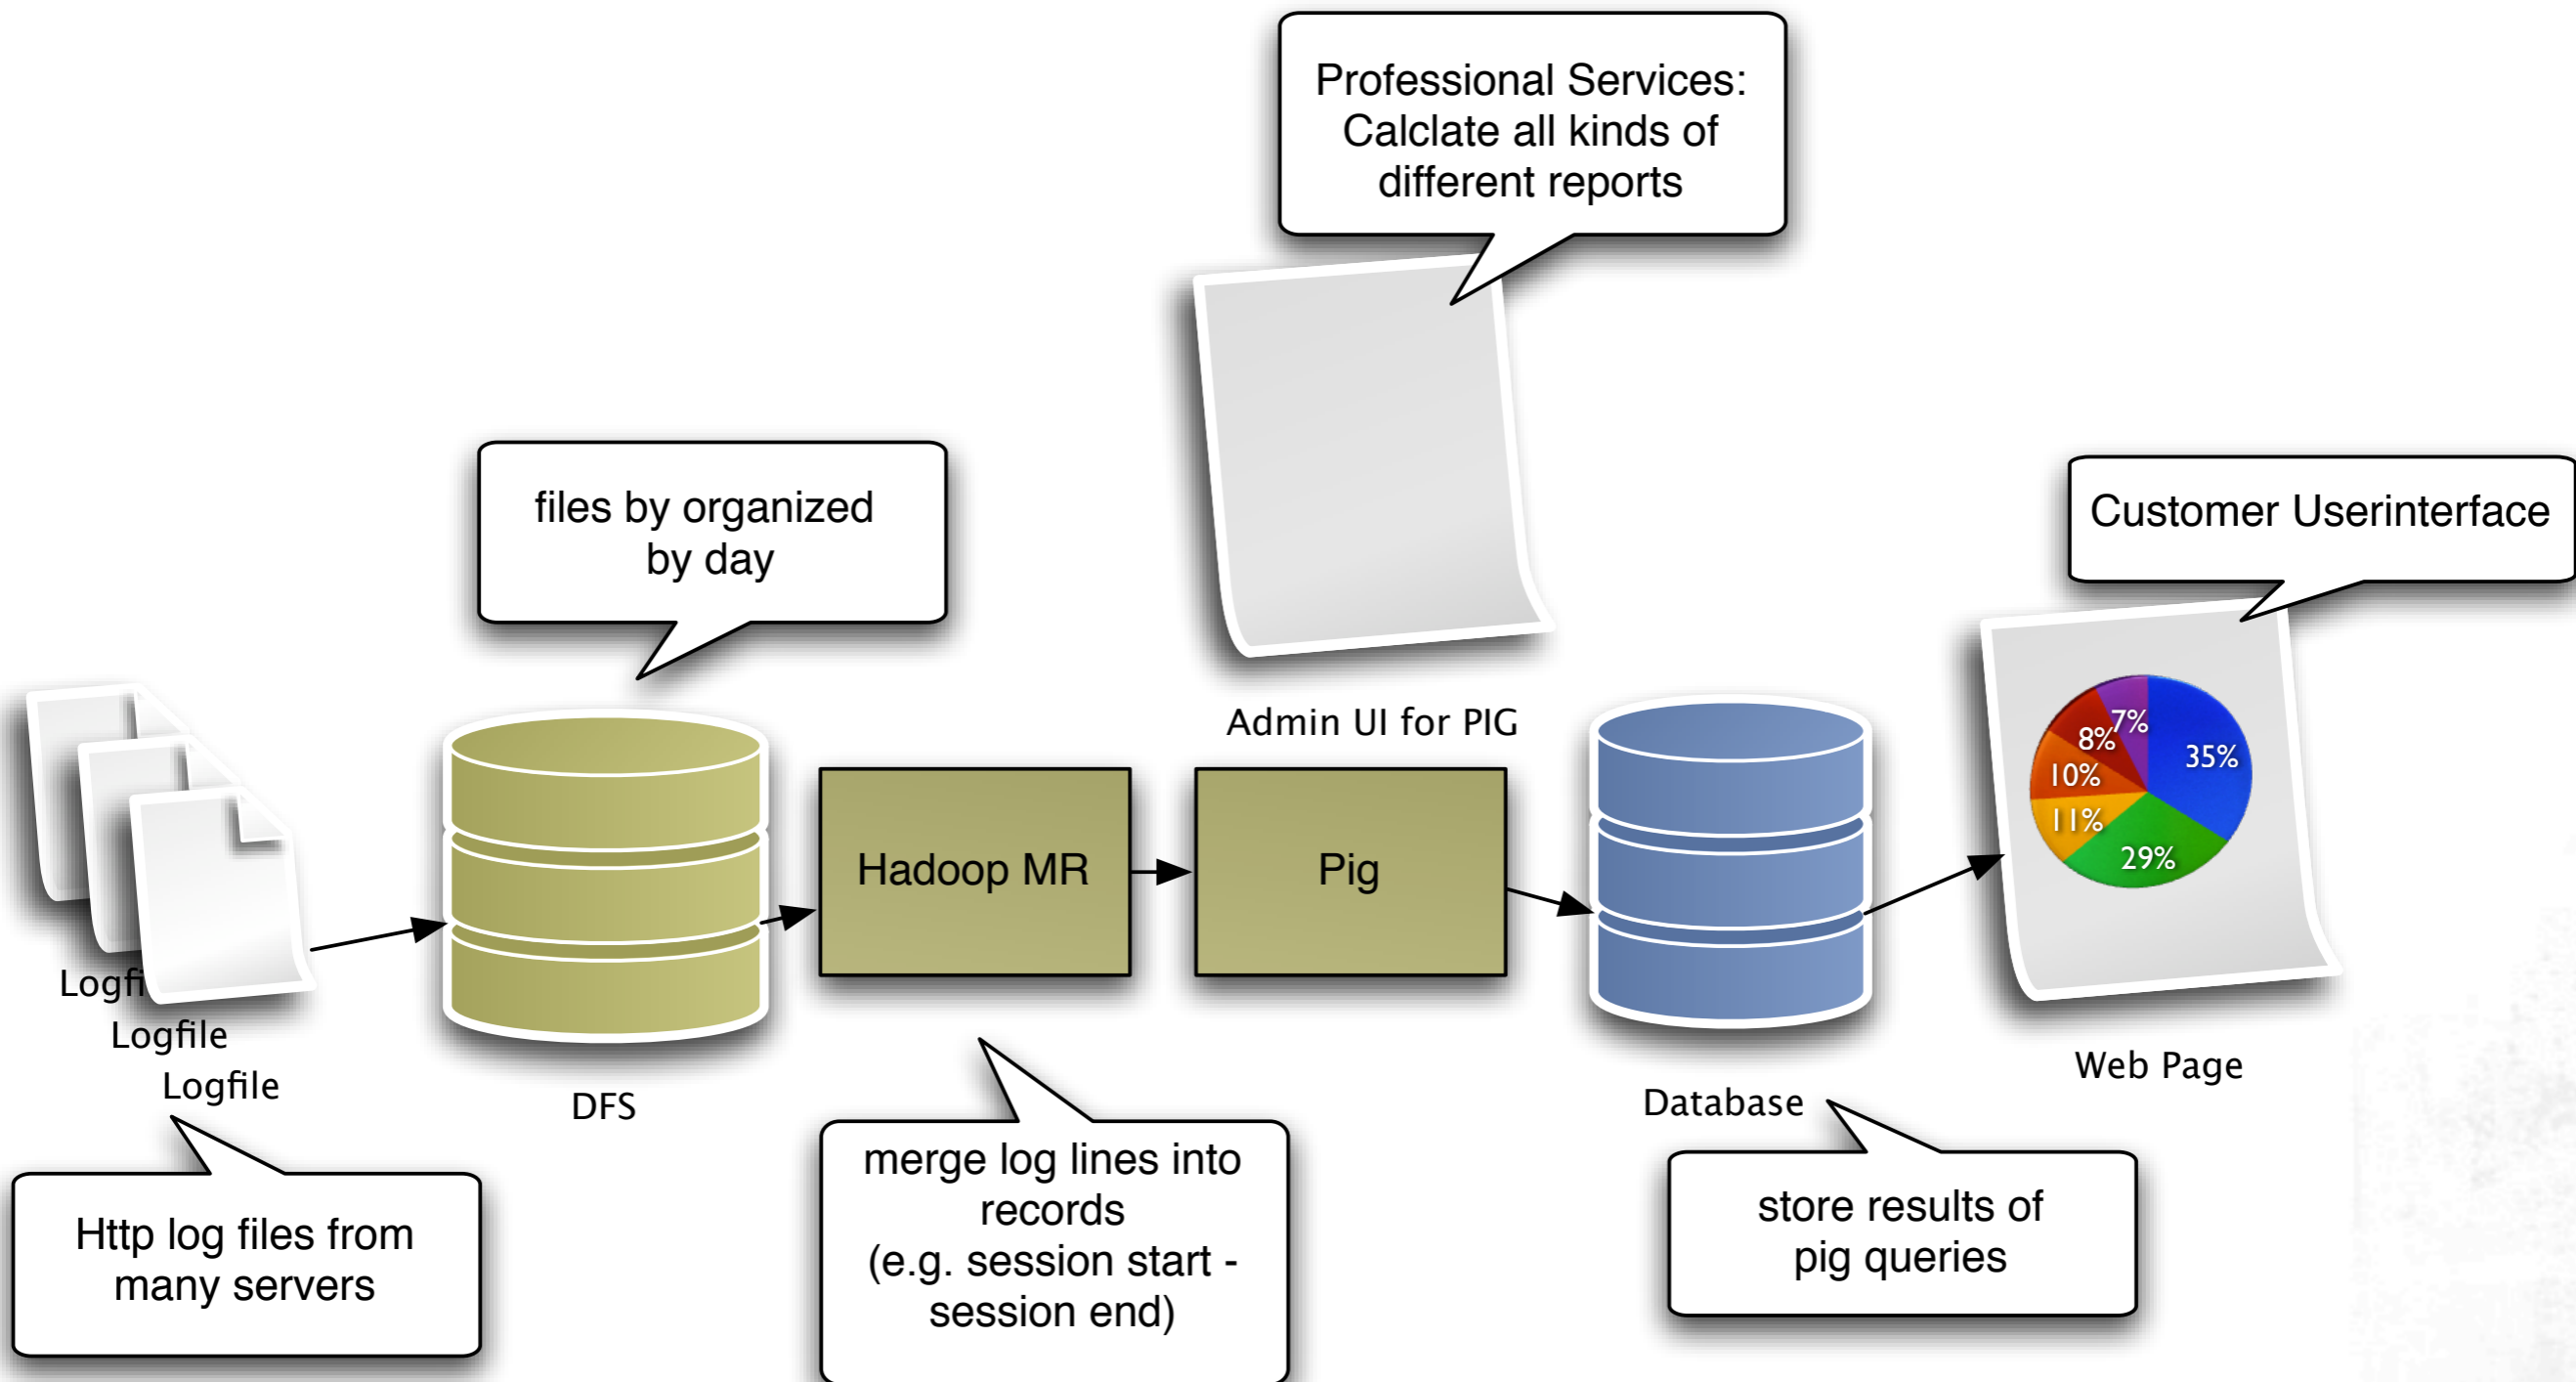 Professional Services:
Calclate all kinds of
different reports
files by organized
by day
Customer Userinterface
Admin UI for PIG
7%
8%
35%
10%
11%
29%
Hadoop MR
Pig
Logfi
Logfile
Logfile
DFS
Database
Web Page
Http log files from
many servers
merge log lines into
records
(e.g. session start -
session end)
store results of
pig queries